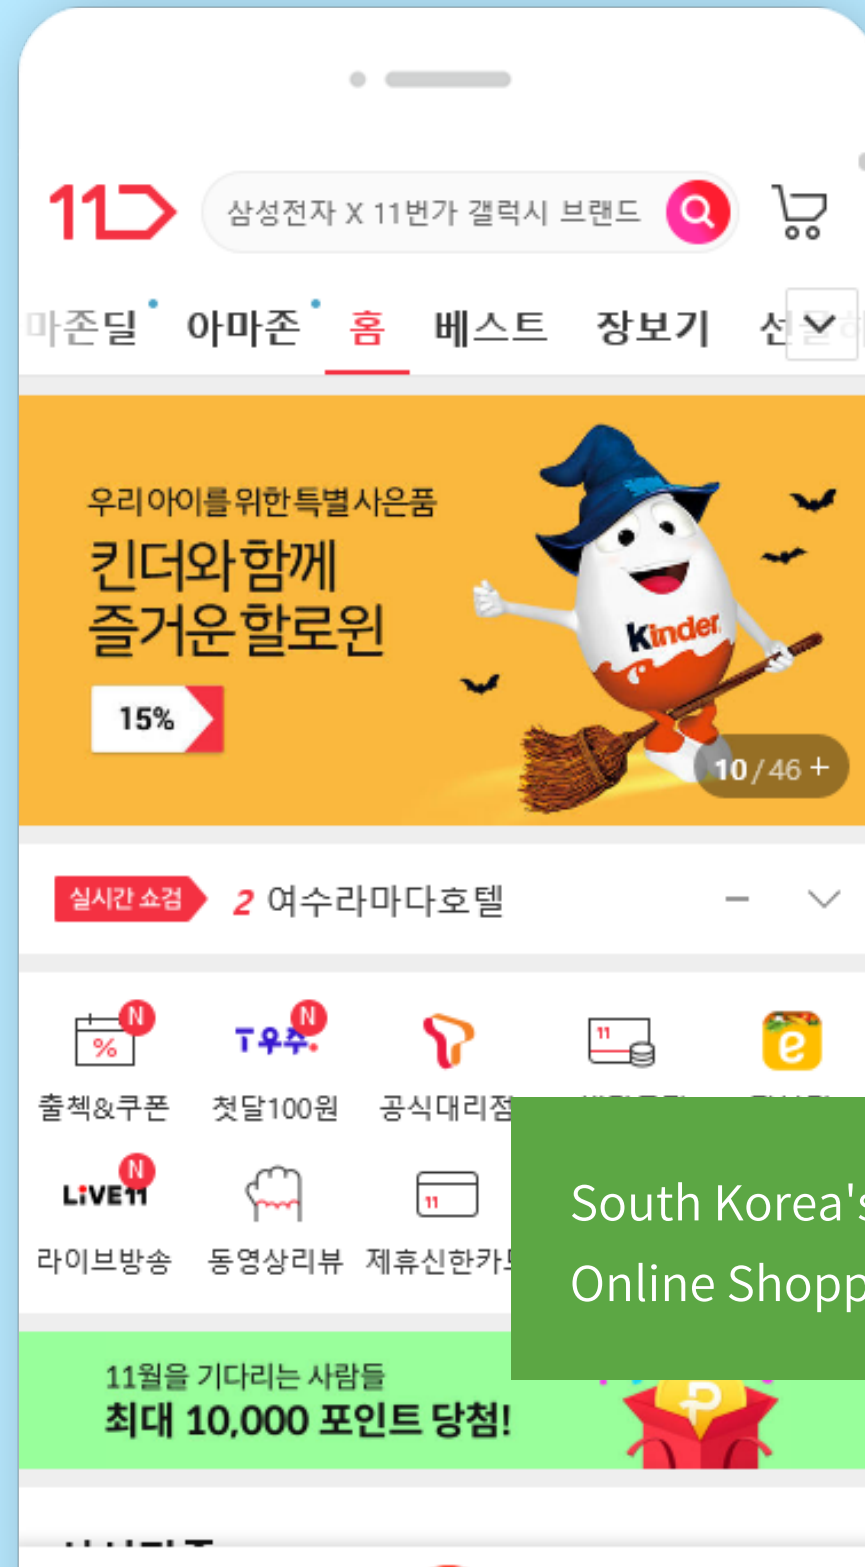 11
삼성전자 X 11번가 갤럭시 브랜드
마존딜 아마존 홈 베스트 장보기
우리 아이를 위한 특별 사은품
킨더와 함께
즐거운 할로윈
15%
kinder
10 / 46 +
실시간 쇼검 2 여수라마다호텔
N N 11
% T우주. e
출첵&쿠폰 첫달100원 공식대리점
N
LiVE11 11
라이브방송 동영상리뷰 제휴신한카드
South Korea's
Online Shopp
11월을 기다리는 사람들
최대 10,000 포인트 당첨!
P